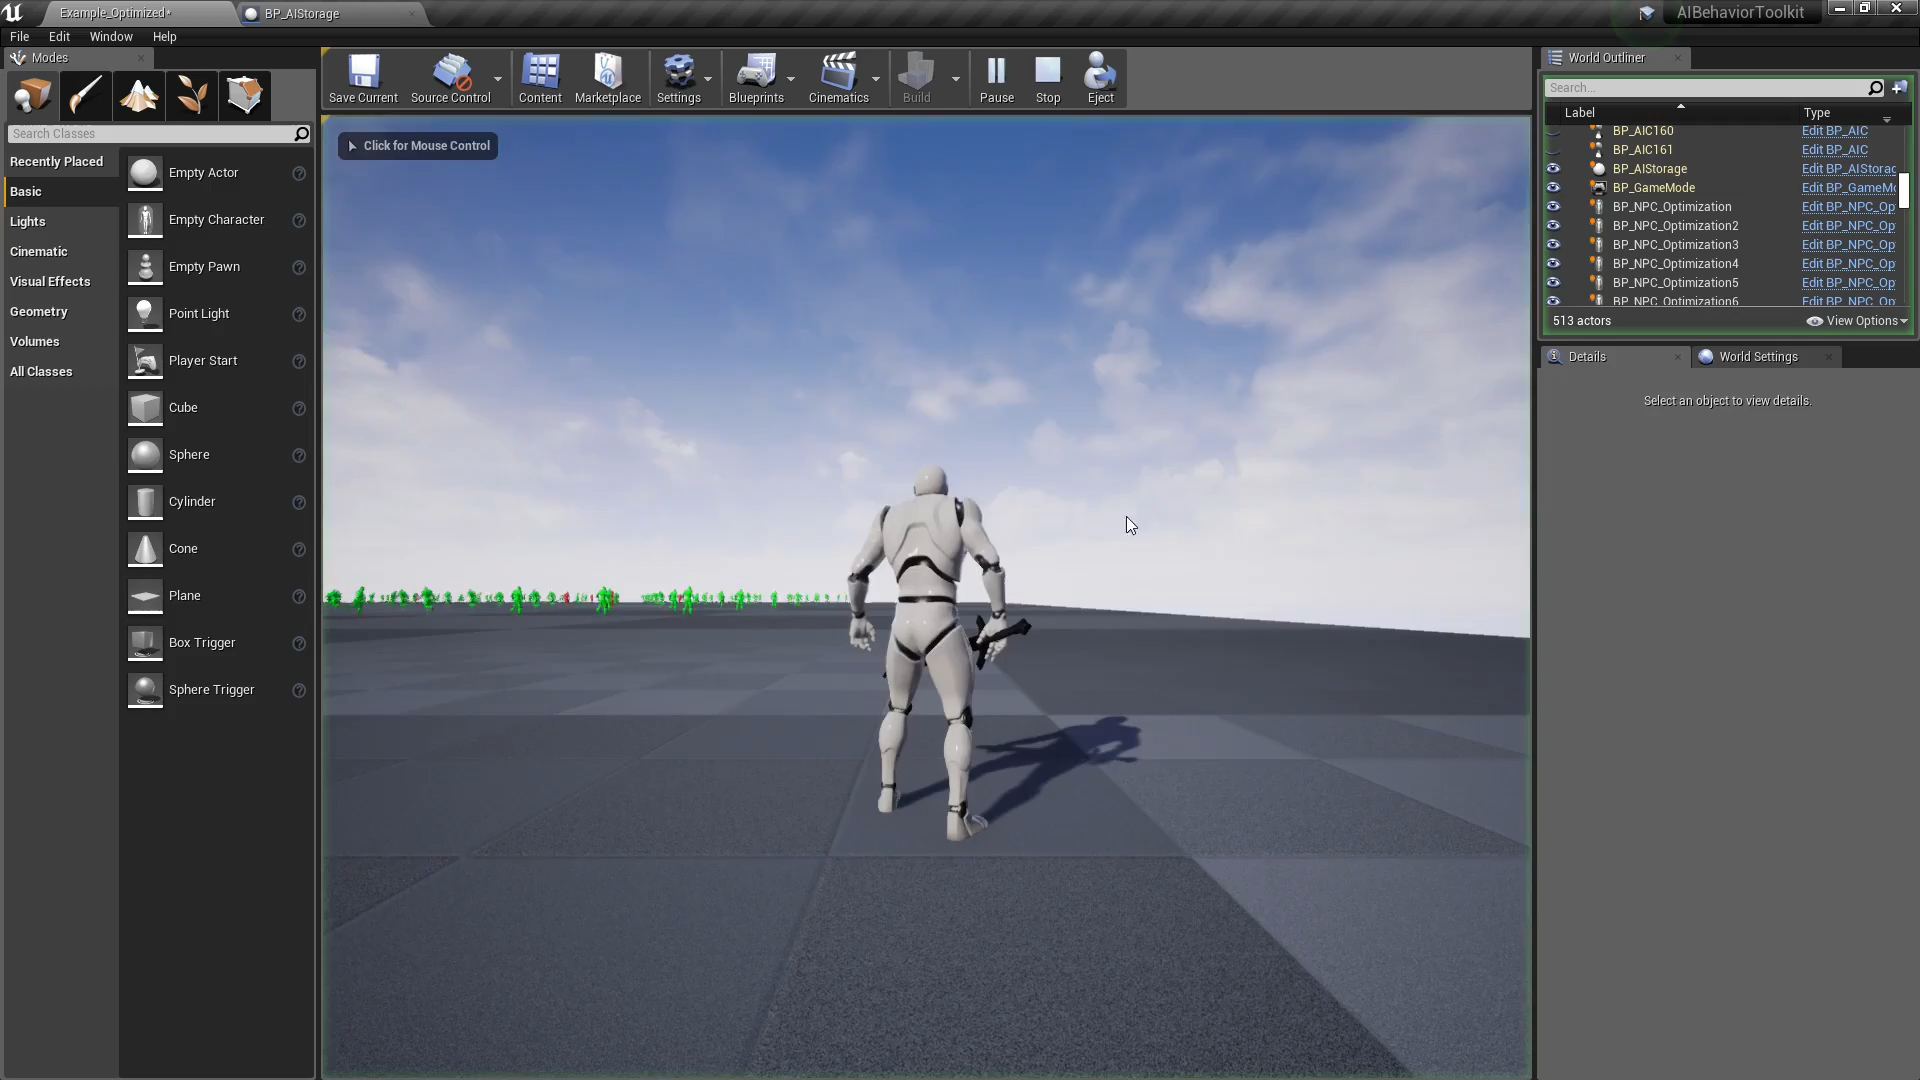 Example_Optimized*
BP_AIStorage
AIBehaviorToolkit
File
Edit
Window
Help
Modes
Save Current
Source Control
Content
Marketplace
Settings
Blueprints
Cinematics
Build
Pause
Stop
Eject
World Outliner
Search...
Label
Type
BP_AIC160
Edit BP_AIC
BP_AIC161
Edit BP_AIC
BP_AIStorage
Edit BP_AIStorag
BP_GameMode
Edit BP_GameMo
BP_NPC_Optimization
Edit BP_NPC_Op
BP_NPC_Optimization2
Edit BP_NPC_Op
BP_NPC_Optimization3
Edit BP_NPC_Op
BP_NPC_Optimization4
Edit BP_NPC_Op
BP_NPC_Optimization5
Edit BP_NPC_Op
BP_NPC_Optimization6
Edit BP_NPC_Op
513 actors
View Options
Details
World Settings
Select an object to view details.
Search Classes
Recently Placed
Basic
Lights
Cinematic
Visual Effects
Geometry
Volumes
All Classes
Empty Actor
Empty Character
Empty Pawn
Point Light
Player Start
Cube
Sphere
Cylinder
Cone
Plane
Box Trigger
Sphere Trigger
Click for Mouse Control